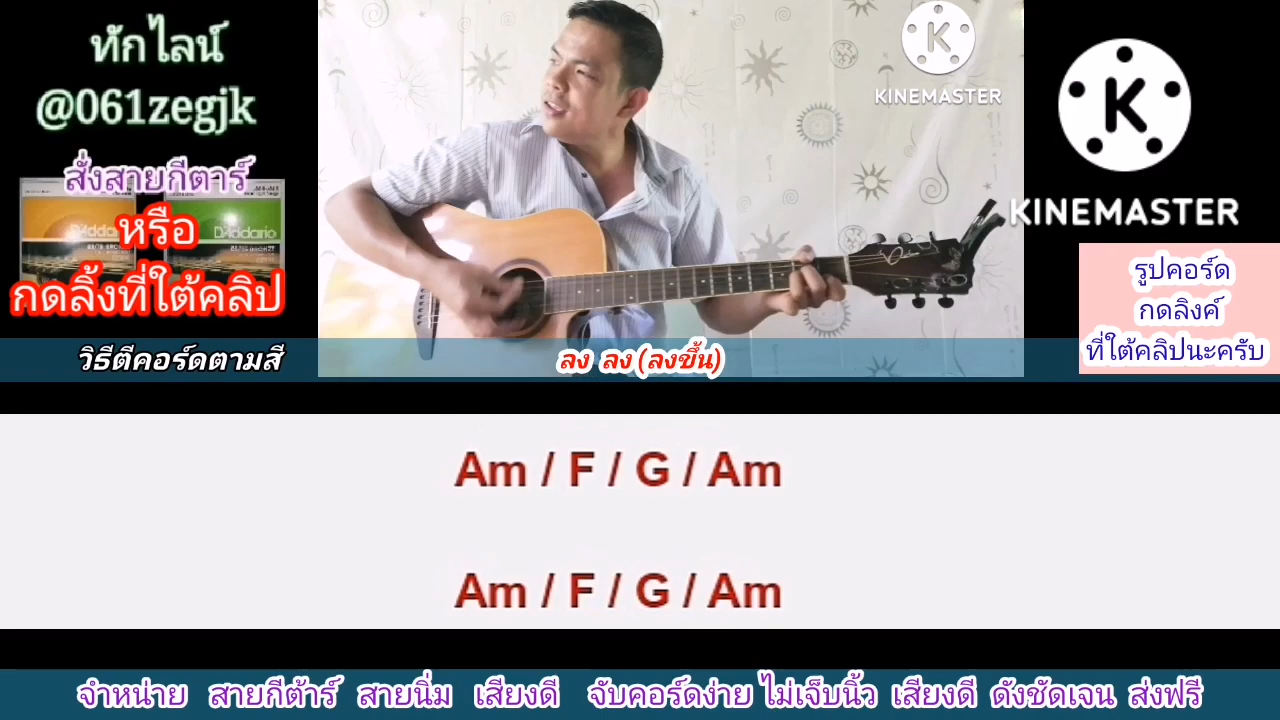 ทักไลน์
@061zegjk
สั่งสายกีตาร์
หรือ
กดลิ้งที่ใต้คลิป
D'Addario
KINEMASTER
KINEMASTER
รูปคอร์ด
กดลิงค์
ที่ใต้คลิปนะครับ
วิธีตีคอร์ดตามสี
ลง ลง (ลงขึ้น)
Am / F / G / Am
Am / F / G / Am
จำหน่าย สายกีต้าร์ สายนิ่ม เสียงดี จับคอร์ดง่าย ไม่เจ็บนิ้ว เสียงดี ดังชัดเจน ส่งฟรี